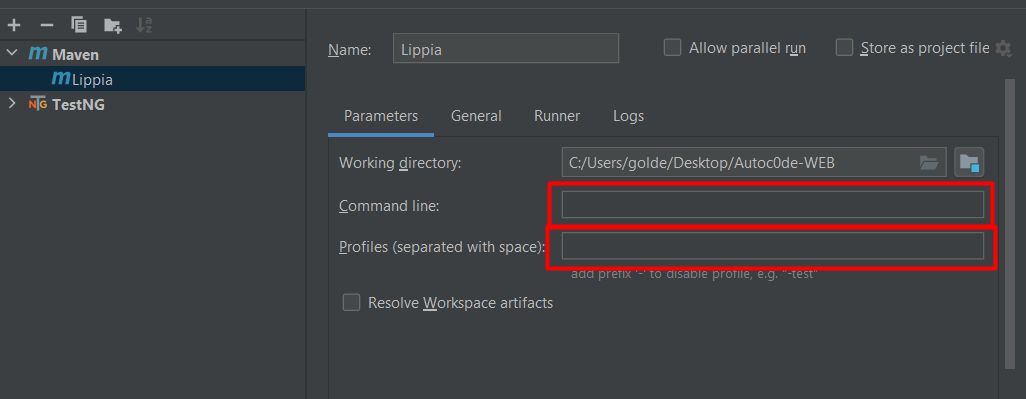 Maven
Lippia
TestNG
Name: Lippia Allow parallel run Store as project file
Parameters General Runner Logs
Working directory: C:/Users/golde/Desktop/Autoc0de-WEB
Command line:
Profiles (separated with space):
add prefix '-' to disable profile, e.g. "-test"
Resolve Workspace artifacts